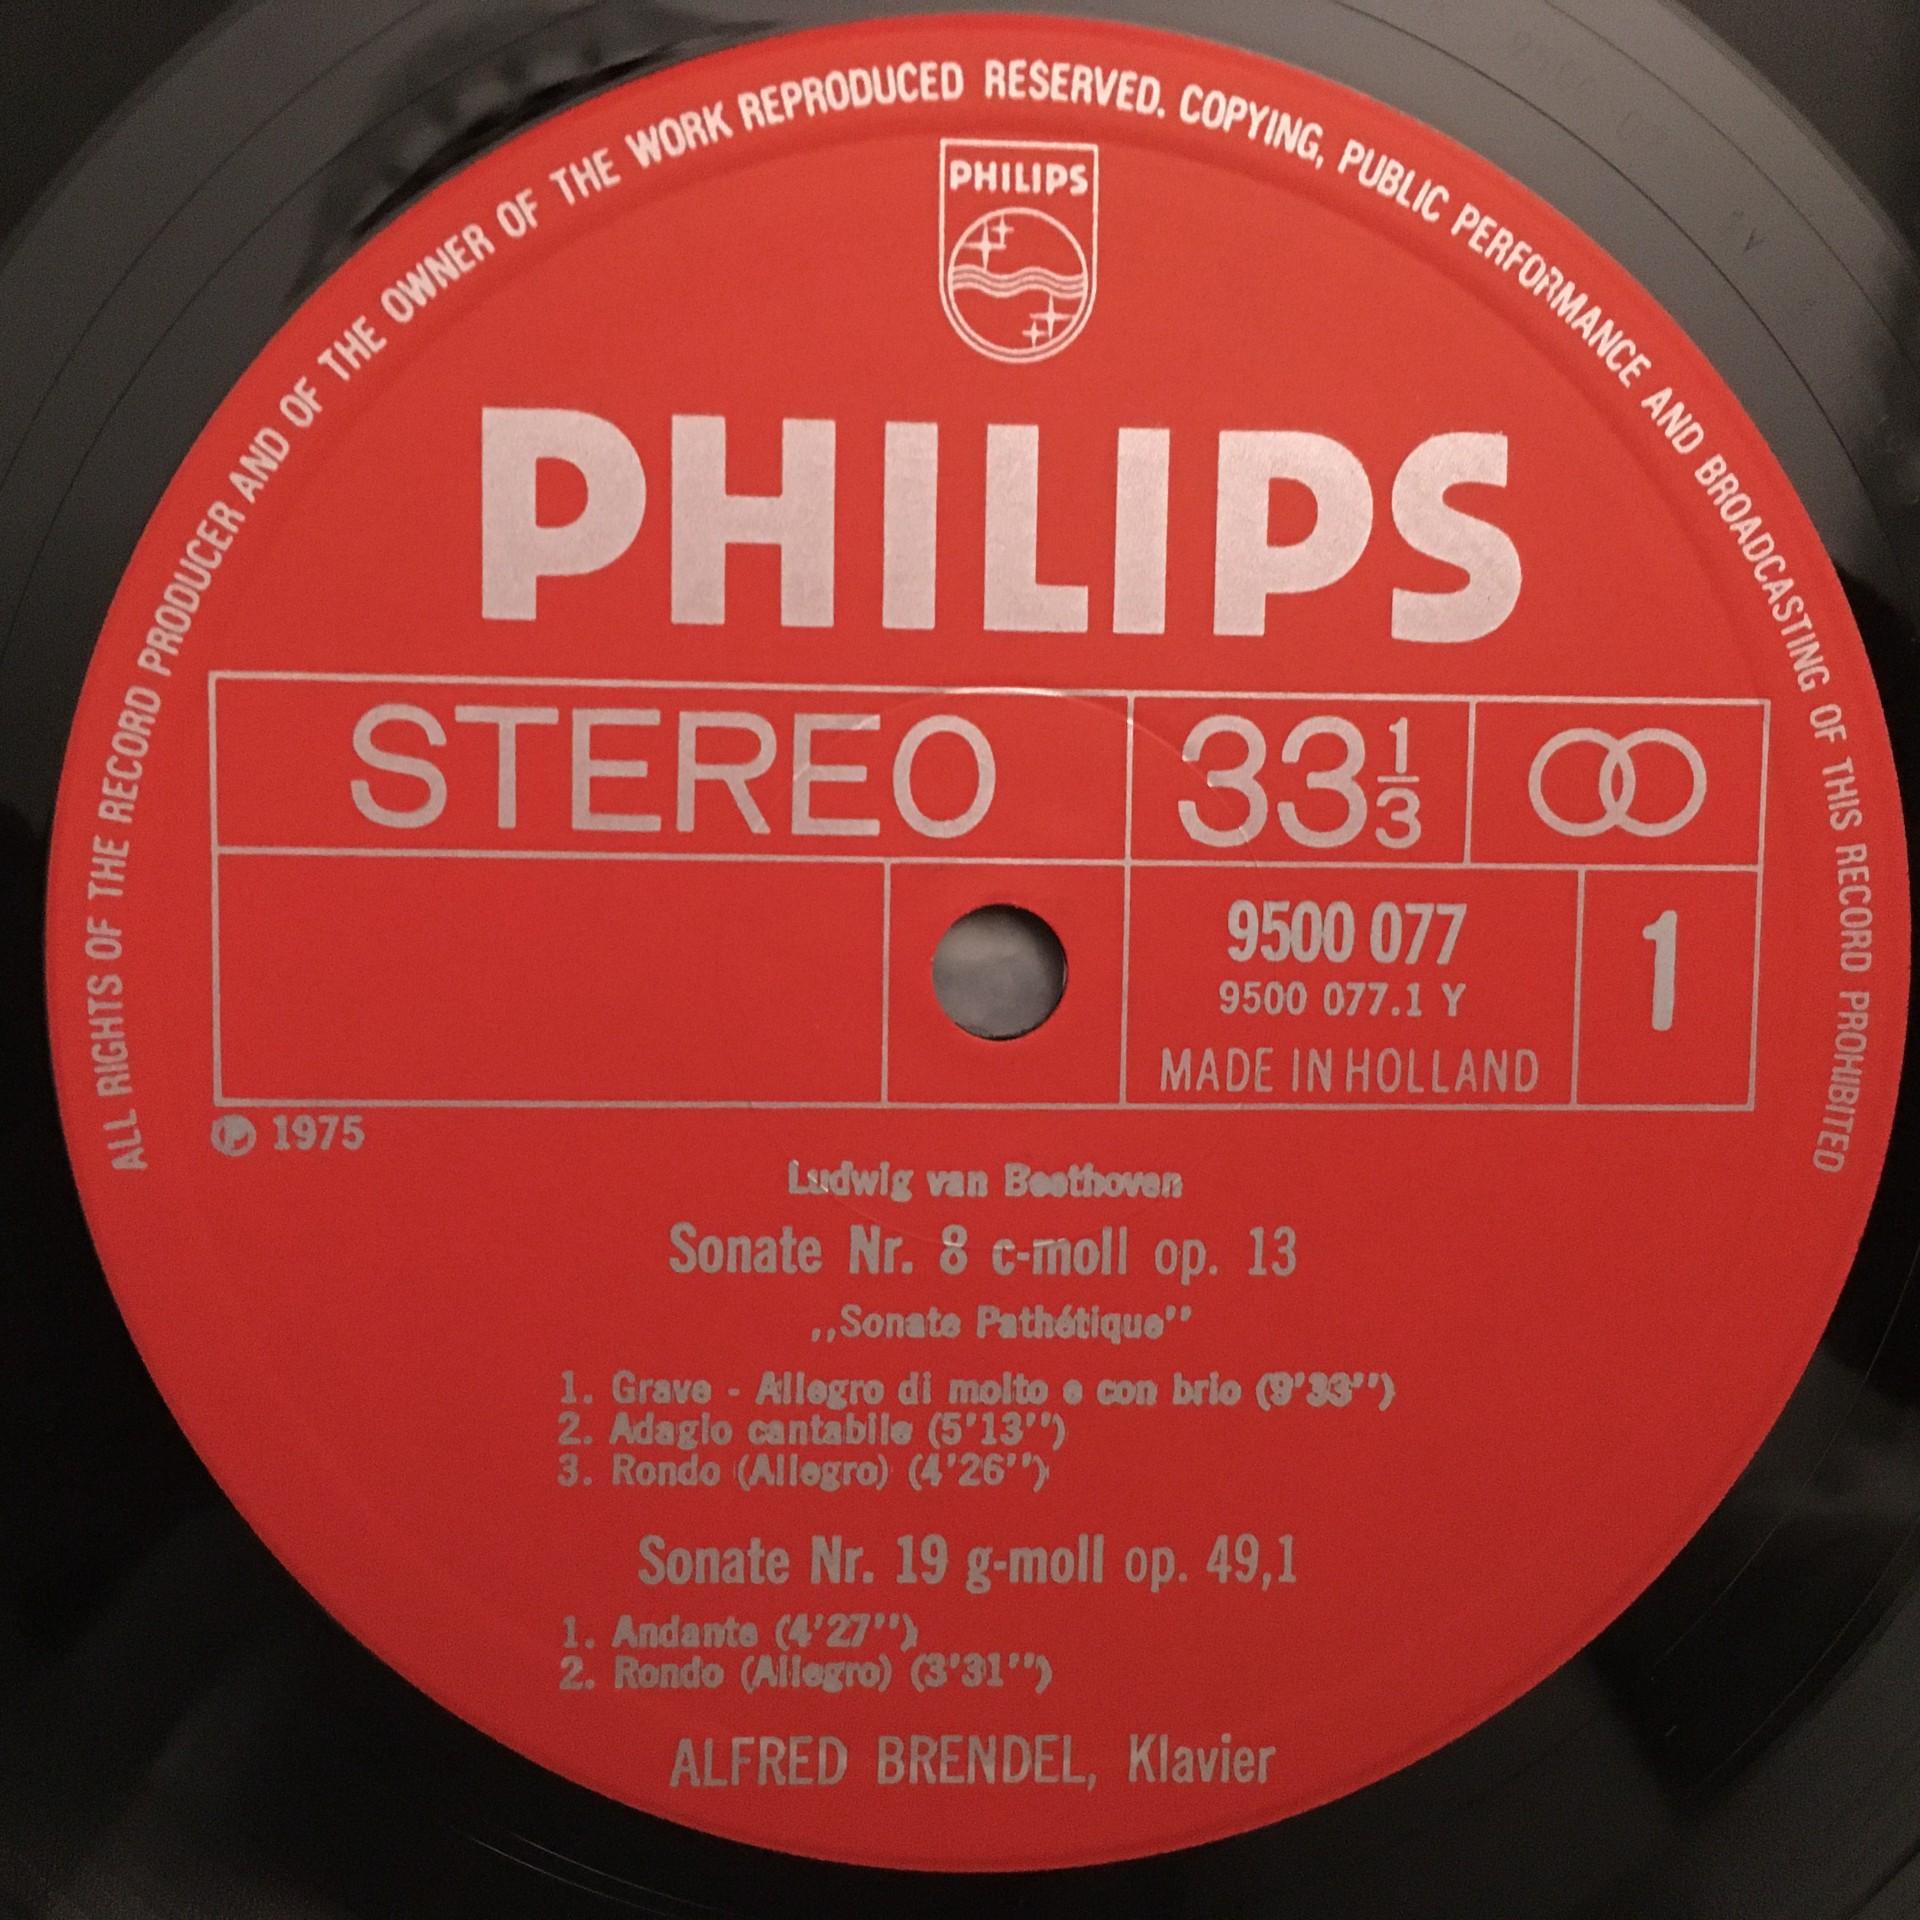 ALL RIGHTS OF THE RECORD PRODUCER AND OF THE OWNER OF THE WORK REPRODUCED RESERVED. COPYING, PUBLIC PERFORMANCE AND BROADCASTING OF THIS RECORD PROHIBITED
PHILIPS
PHILIPS
STEREO 33 1/3
9500 077 1
9500 077.1 Y
MADE IN HOLLAND
Ⓟ 1975
Ludwig van Beethoven
Sonate Nr. 8 c-moll op. 13
,,Sonate Pathétique''
1. Grave - Allegro di molto e con brio (9'33'')
2. Adagio cantabile (5'13'')
3. Rondo (Allegro) (4'26'')
Sonate Nr. 19 g-moll op. 49,1
1. Andante (4'27'')
2. Rondo (Allegro) (3'31'')
ALFRED BRENDEL, Klavier